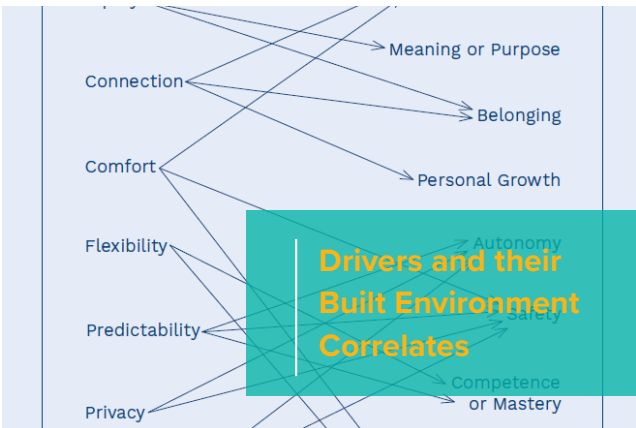 Meaning or Purpose
Connection
Belonging
Comfort
Personal Growth
Flexibility
Autonomy
Drivers and their
Built Environment
Correlates
Safety
Predictability
Competence
or Mastery
Privacy